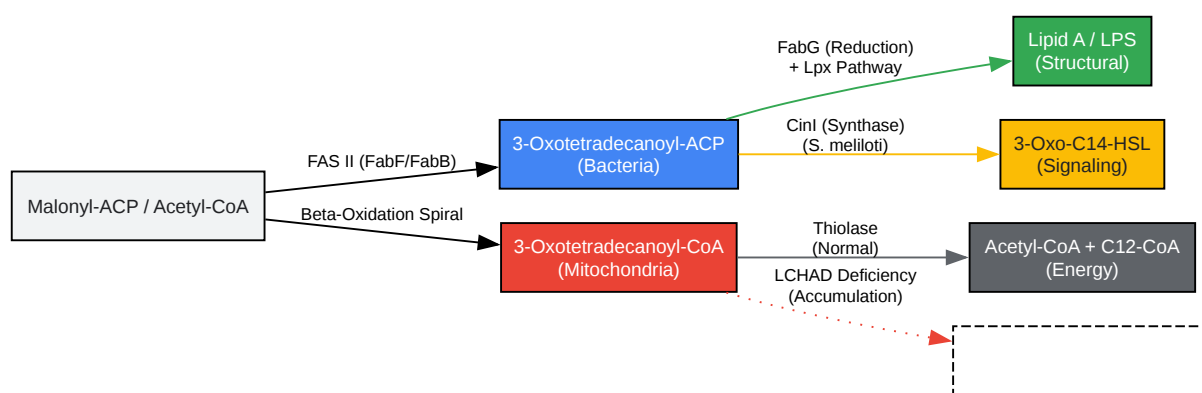 Malonyl-ACP / Acetyl-CoA
FAS II (FabF/FabB)
Beta-Oxidation Spiral
3-Oxotetradecanoyl-ACP
(Bacteria)
3-Oxotetradecanoyl-CoA
(Mitochondria)
FabG (Reduction)
+ Lpx Pathway
CinI (Synthase)
(S. meliloti)
Thiolase
(Normal)
LCHAD Deficiency
(Accumulation)
Lipid A / LPS
(Structural)
3-Oxo-C14-HSL
(Signaling)
Acetyl-CoA + C12-CoA
(Energy)